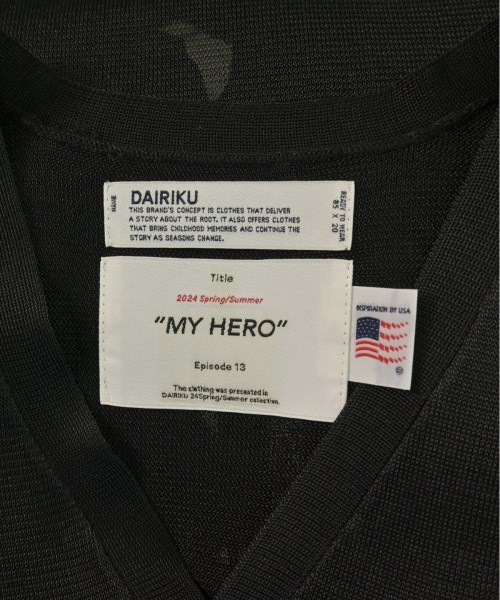 NAME
DAIRIKU
THIS BRAND'S CONCEPT IS CLOTHES THAT DELIVER
A STORY ABOUT THE ROOT. IT ALSO OFFERS CLOTHES
THAT BRING CHILDHOOD MEMORIES AND CONTINUE THE
STORY AS SEASONS CHANGE.
READY TO WEAR
85 X 20
Title
2024 Spring/Summer
“MY HERO”
Episode 13
The clothing was presented in
DAIRIKU 24Spring/Summer collection.
INSPIRATION BY USA